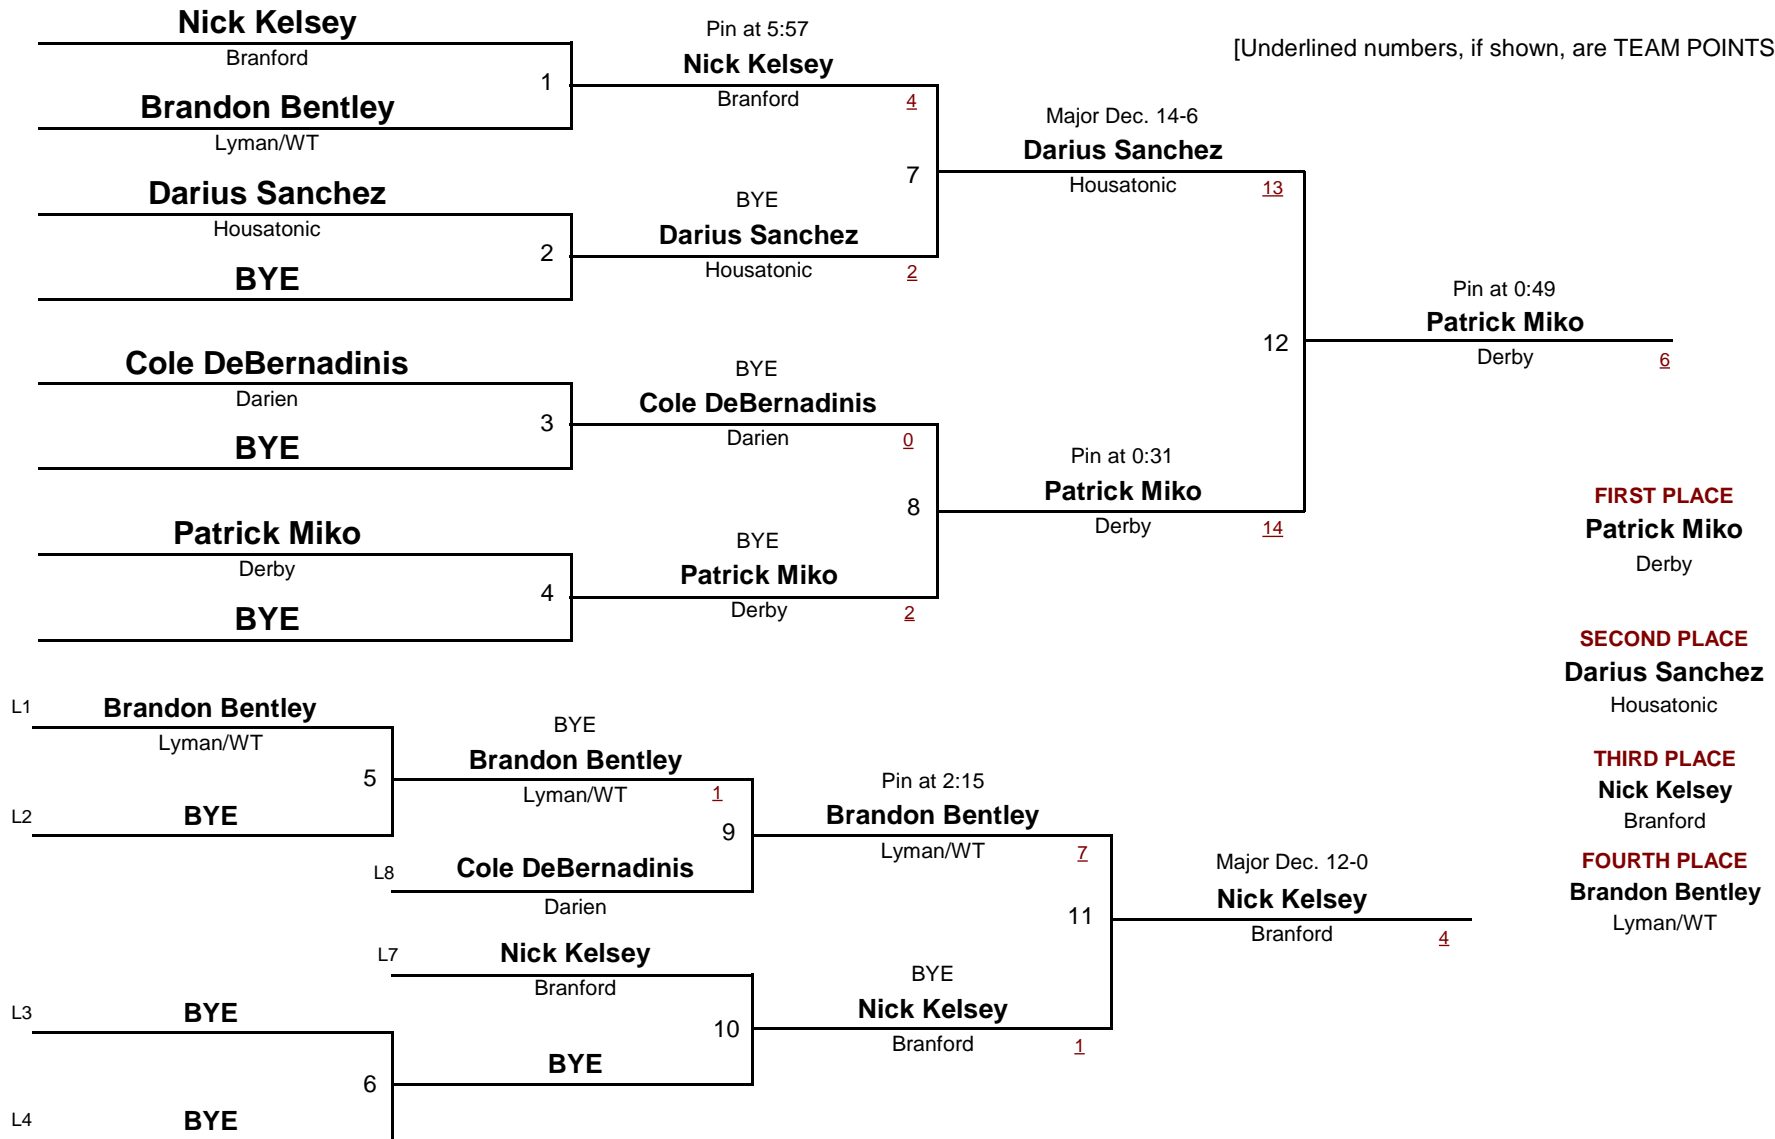 Nick Kelsey
Branford
1
Brandon Bentley
Lyman/WT
Darius Sanchez
Housatonic
2
BYE
Cole DeBernadinis
Darien
3
BYE
Patrick Miko
Derby
4
BYE
Pin at 5:57
Nick Kelsey
Branford
4
7
BYE
Darius Sanchez
Housatonic
2
BYE
Cole DeBernadinis
Darien
0
8
BYE
Patrick Miko
Derby
2
[Underlined numbers, if shown, are TEAM POINTS
Major Dec. 14-6
Darius Sanchez
Housatonic
13
12
Pin at 0:31
Patrick Miko
Derby
14
Pin at 0:49
Patrick Miko
Derby
6
FIRST PLACE
Patrick Miko
Derby
SECOND PLACE
Darius Sanchez
Housatonic
THIRD PLACE
Nick Kelsey
Branford
FOURTH PLACE
Brandon Bentley
Lyman/WT
L1
Brandon Bentley
Lyman/WT
5
L2
BYE
BYE
Brandon Bentley
Lyman/WT
1
9
L8
Cole DeBernadinis
Darien
L7
Nick Kelsey
Branford
10
BYE
L3
BYE
6
L4
BYE
Pin at 2:15
Brandon Bentley
Lyman/WT
7
11
BYE
Nick Kelsey
Branford
1
Major Dec. 12-0
Nick Kelsey
Branford
4